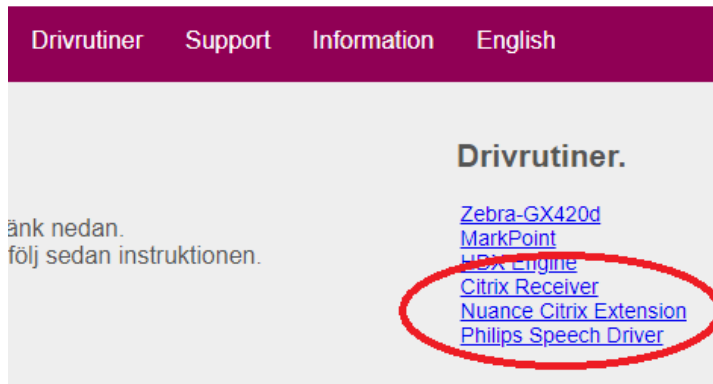 Drivrutiner Support Information English
Drivrutiner.
änk nedan.
följ sedan instruktionen.
Zebra-GX420d
MarkPoint
HBX Engine
Citrix Receiver
Nuance Citrix Extension
Philips Speech Driver